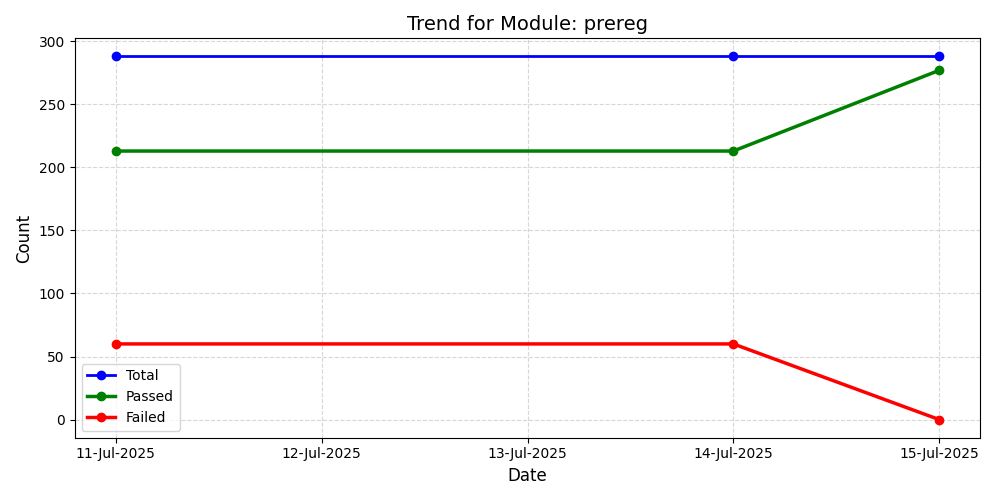 Trend for Module: prereg
300
250
200
150
100
50
0
Count
Total
Passed
Failed
11-Jul-2025
12-Jul-2025
13-Jul-2025
14-Jul-2025
15-Jul-2025
Date